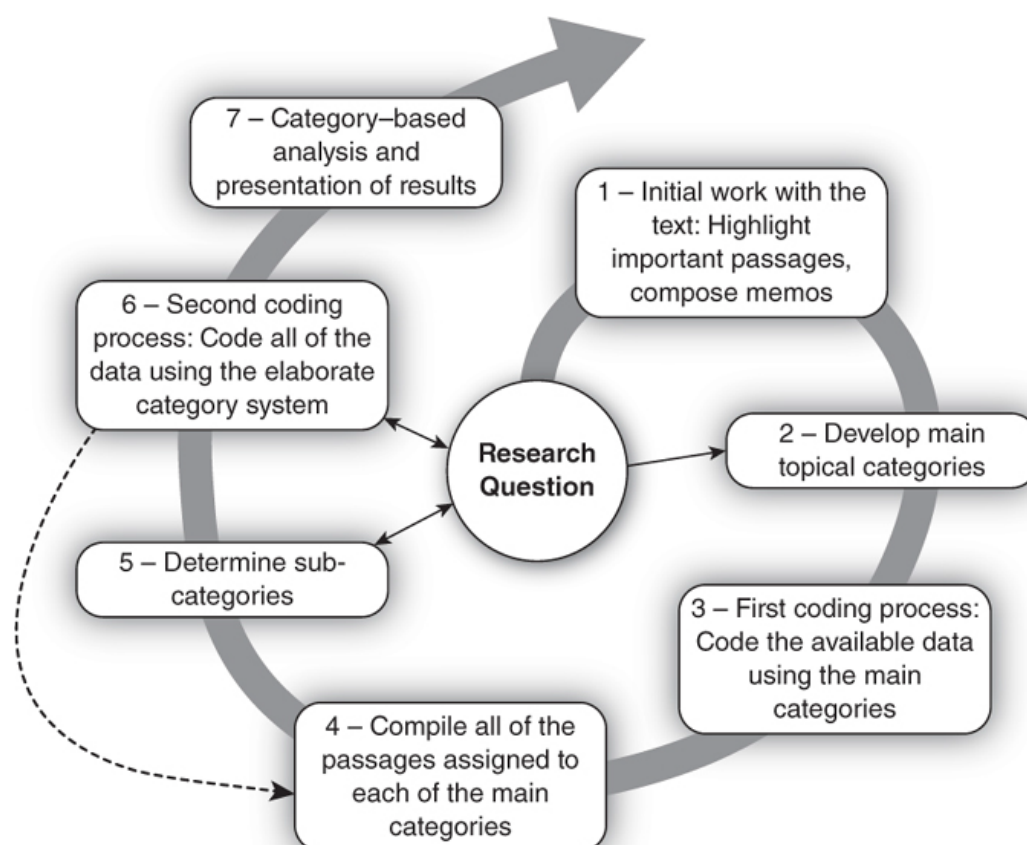 7 – Category–based
analysis and
presentation of results
1 – Initial work with the
text: Highlight
important passages,
compose memos
6 – Second coding
process: Code all of the
data using the elaborate
category system
Research
Question
2 – Develop main
topical categories
5 – Determine sub-
categories
3 – First coding process:
Code the available data
using the main
categories
4 – Compile all of the
passages assigned to
each of the main
categories